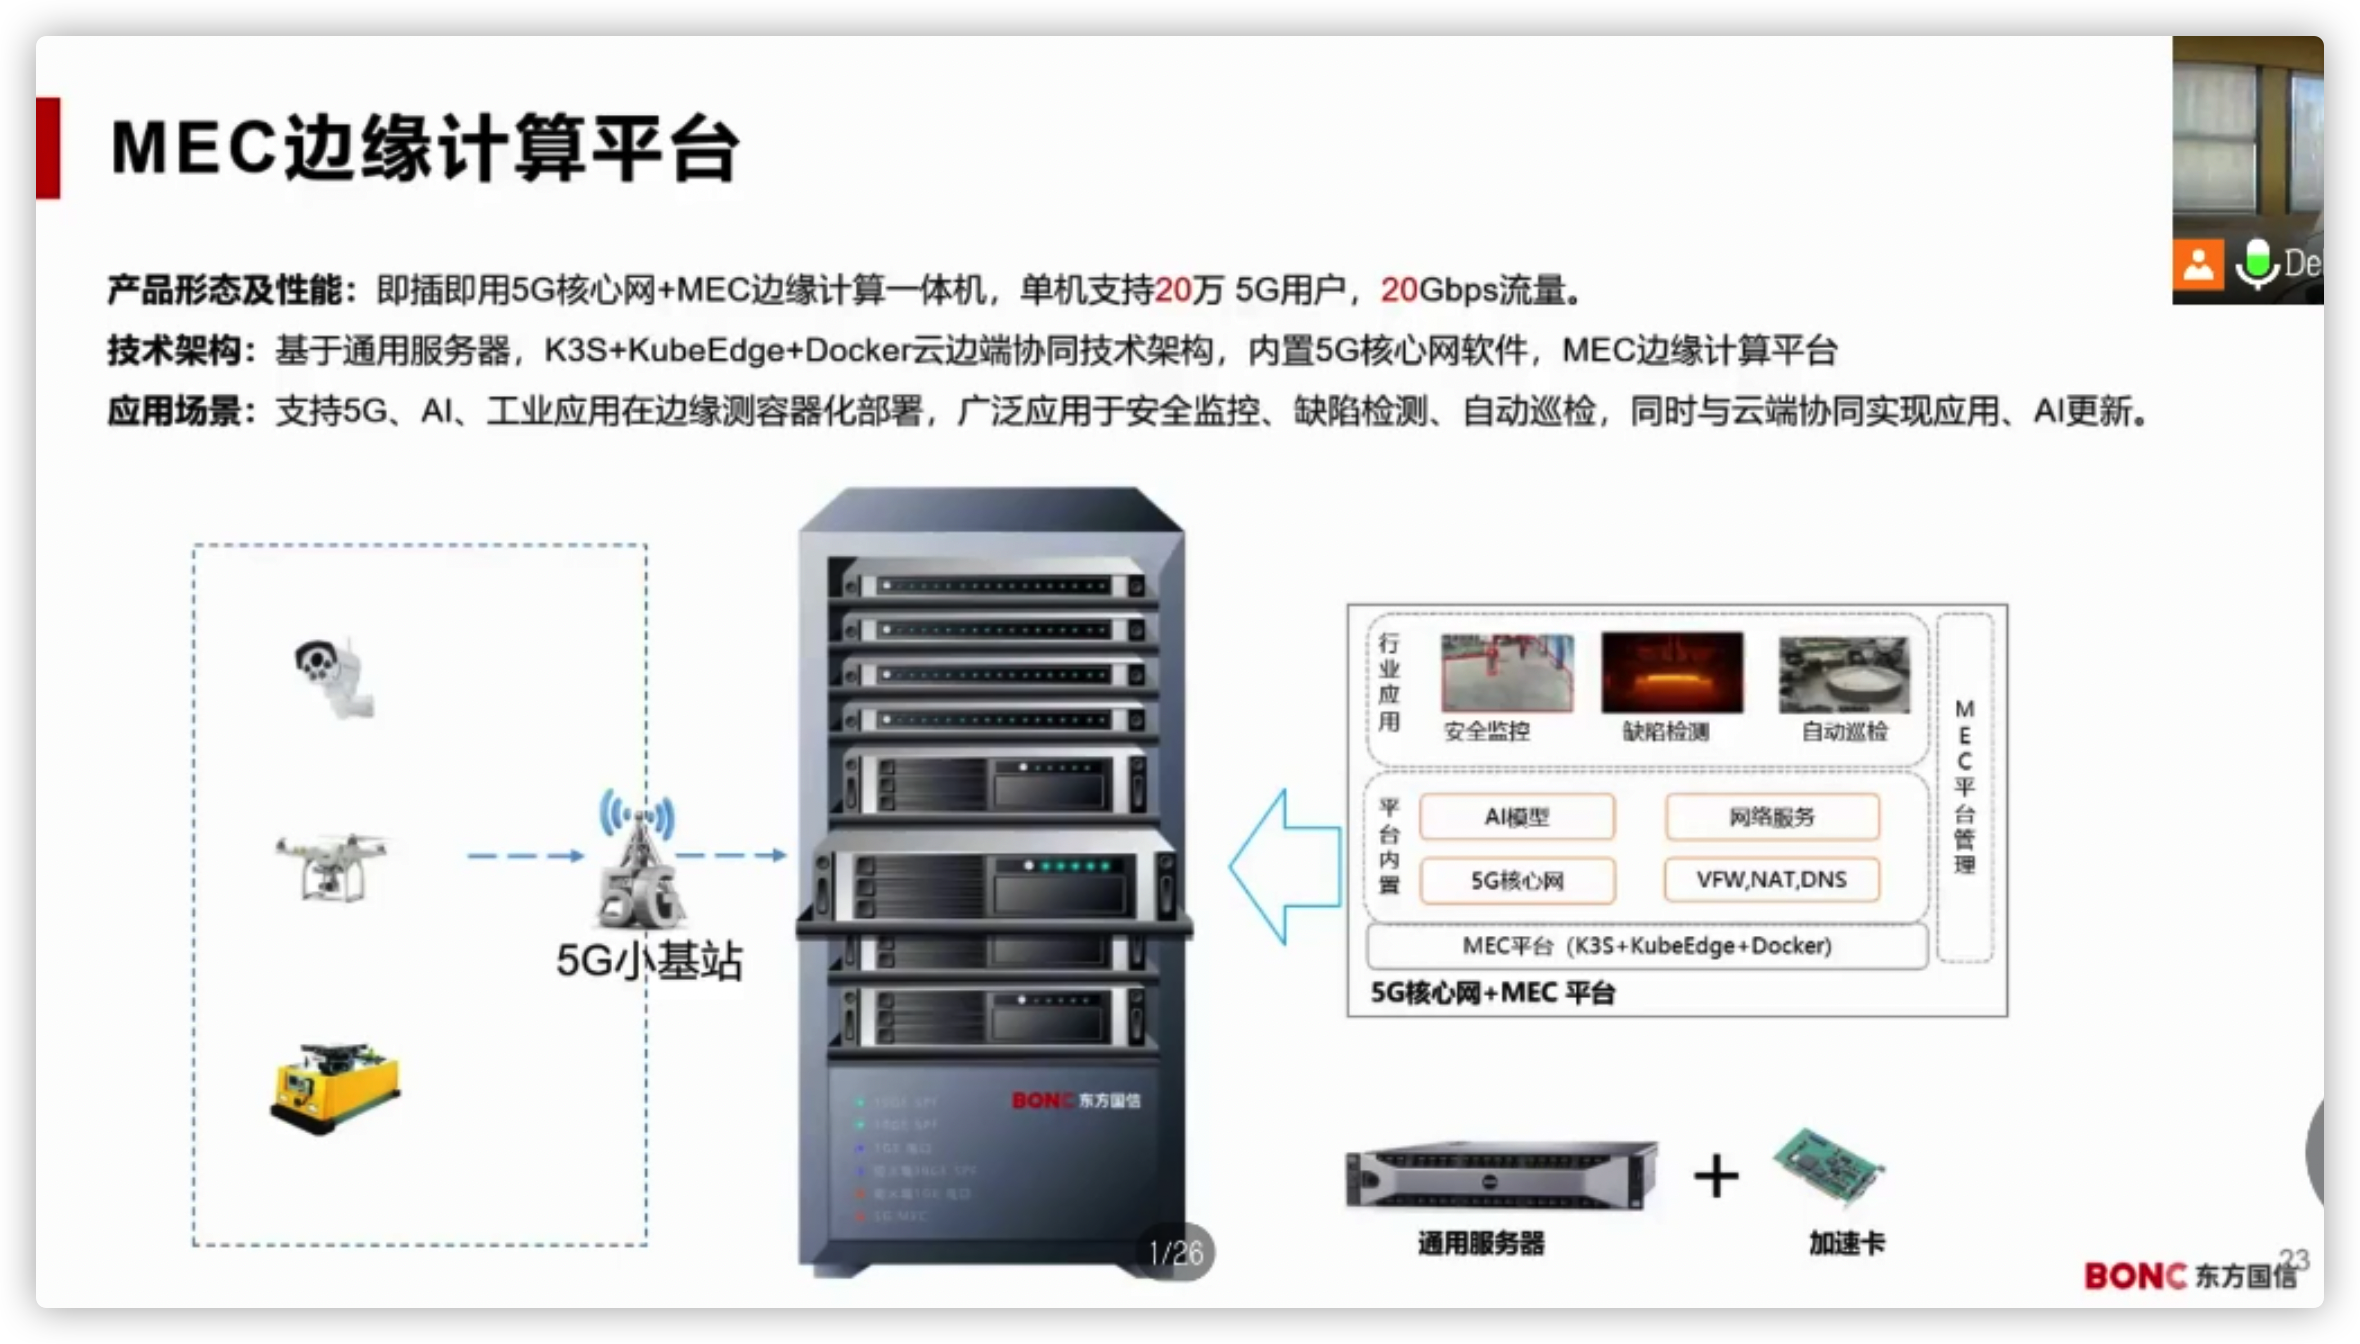 MEC边缘计算平台
De
产品形态及性能：即插即用5G核心网+MEC边缘计算一体机，单机支持20万 5G用户，20Gbps流量。
技术架构：基于通用服务器，K3S+KubeEdge+Docker云边端协同技术架构，内置5G核心网软件，MEC边缘计算平台
应用场景：支持5G、AI、工业应用在边缘测容器化部署，广泛应用于安全监控、缺陷检测、自动巡检，同时与云端协同实现应用、AI更新。
5G
5G小基站
BONC 东方国信
5G MEC
1/26
行业应用
安全监控
缺陷检测
自动巡检
平台内置
AI模型
网络服务
5G核心网
VFW,NAT,DNS
MEC平台管理
MEC平台（K3S+KubeEdge+Docker)
5G核心网+MEC 平台
通用服务器
+
加速卡
BONC 东方国信
23